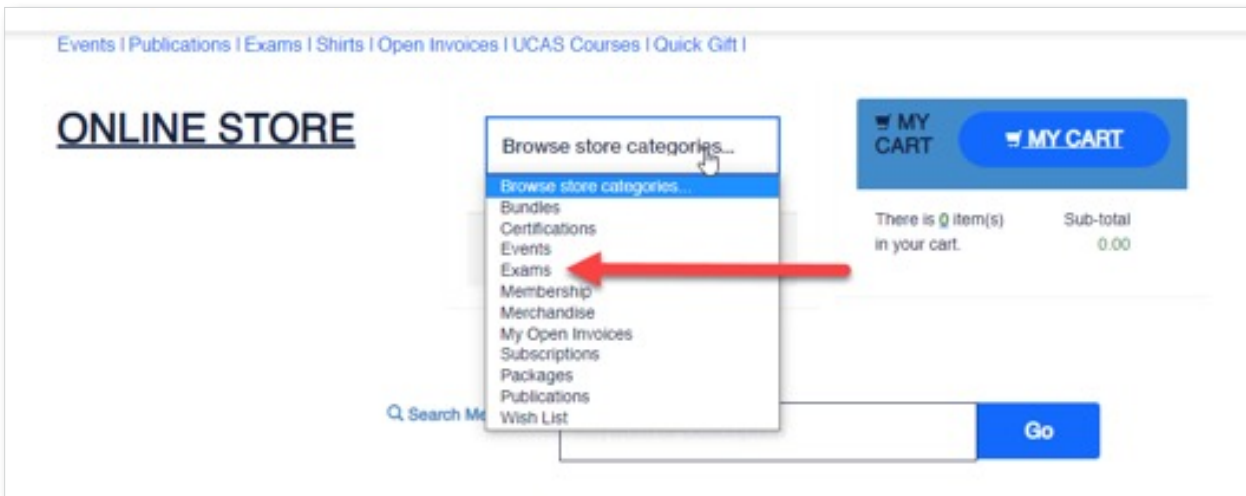 Events | Publications | Exams | Shirts | Open Invoices | UCAS Courses | Quick Gift |
ONLINE STORE
Browse store categories...
Browse store categories...
Bundles
Certifications
Events
Exams
Membership
Merchandise
My Open Invoices
Subscriptions
Packages
Publications
Wish List
MY
CART
MY CART
There is 0 item(s)
in your cart.
Sub-total
0.00
Search
Go